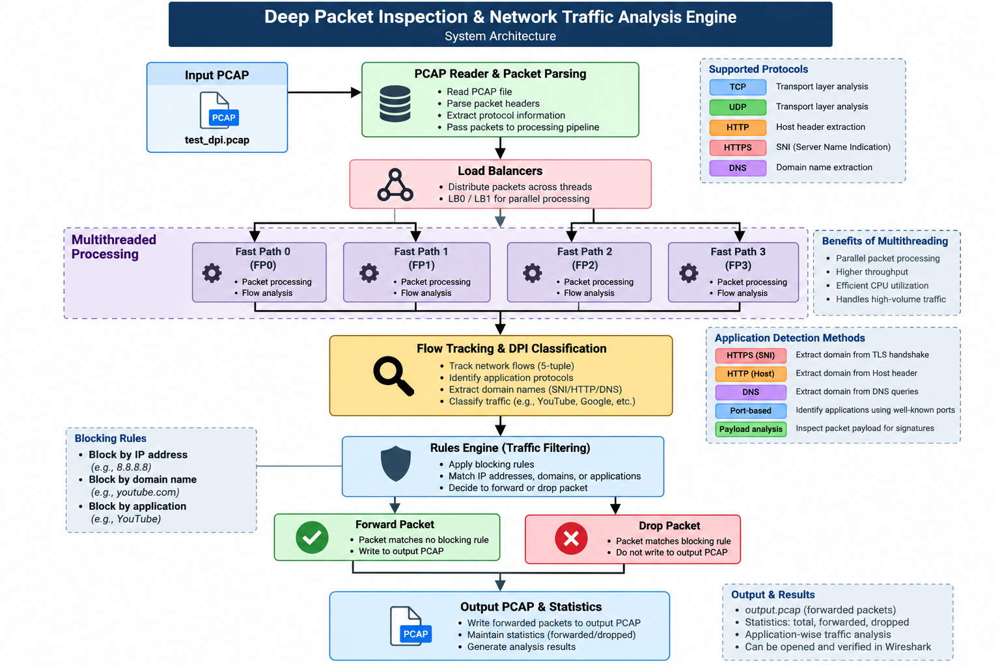 Deep Packet Inspection & Network Traffic Analysis Engine
System Architecture
Input PCAP
PCAP
test_dpi.pcap
PCAP Reader & Packet Parsing
• Read PCAP file
• Parse packet headers
• Extract protocol information
• Pass packets to processing pipeline
Supported Protocols
TCP Transport layer analysis
UDP Transport layer analysis
HTTP Host header extraction
HTTPS SNI (Server Name Indication)
DNS Domain name extraction
Load Balancers
• Distribute packets across threads
• LB0 / LB1 for parallel processing
Multithreaded
Processing
Fast Path 0
(FP0)
• Packet processing
• Flow analysis
Fast Path 1
(FP1)
• Packet processing
• Flow analysis
Fast Path 2
(FP2)
• Packet processing
• Flow analysis
Fast Path 3
(FP3)
• Packet processing
• Flow analysis
Benefits of Multithreading
• Parallel packet processing
• Higher throughput
• Efficient CPU utilization
• Handles high-volume traffic
Flow Tracking & DPI Classification
• Track network flows (5-tuple)
• Identify application protocols
• Extract domain names (SNI/HTTP/DNS)
• Classify traffic (e.g., YouTube, Google, etc.)
Application Detection Methods
HTTPS (SNI) Extract domain from TLS handshake
HTTP (Host) Extract domain from Host header
DNS Extract domain from DNS queries
Port-based Identify applications using well-known ports
Payload analysis Inspect packet payload for signatures
Blocking Rules
• Block by IP address
(e.g., 8.8.8.8)
• Block by domain name
(e.g., youtube.com)
• Block by application
(e.g., YouTube)
Rules Engine (Traffic Filtering)
• Apply blocking rules
• Match IP addresses, domains, or applications
• Decide to forward or drop packet
Forward Packet
• Packet matches no blocking rule
• Write to output PCAP
Drop Packet
• Packet matches blocking rule
• Do not write to output PCAP
Output PCAP & Statistics
PCAP
• Write forwarded packets to output PCAP
• Maintain statistics (forwarded/dropped)
• Generate analysis results
Output & Results
• output.pcap (forwarded packets)
• Statistics: total, forwarded, dropped
• Application-wise traffic analysis
• Can be opened and verified in Wireshark